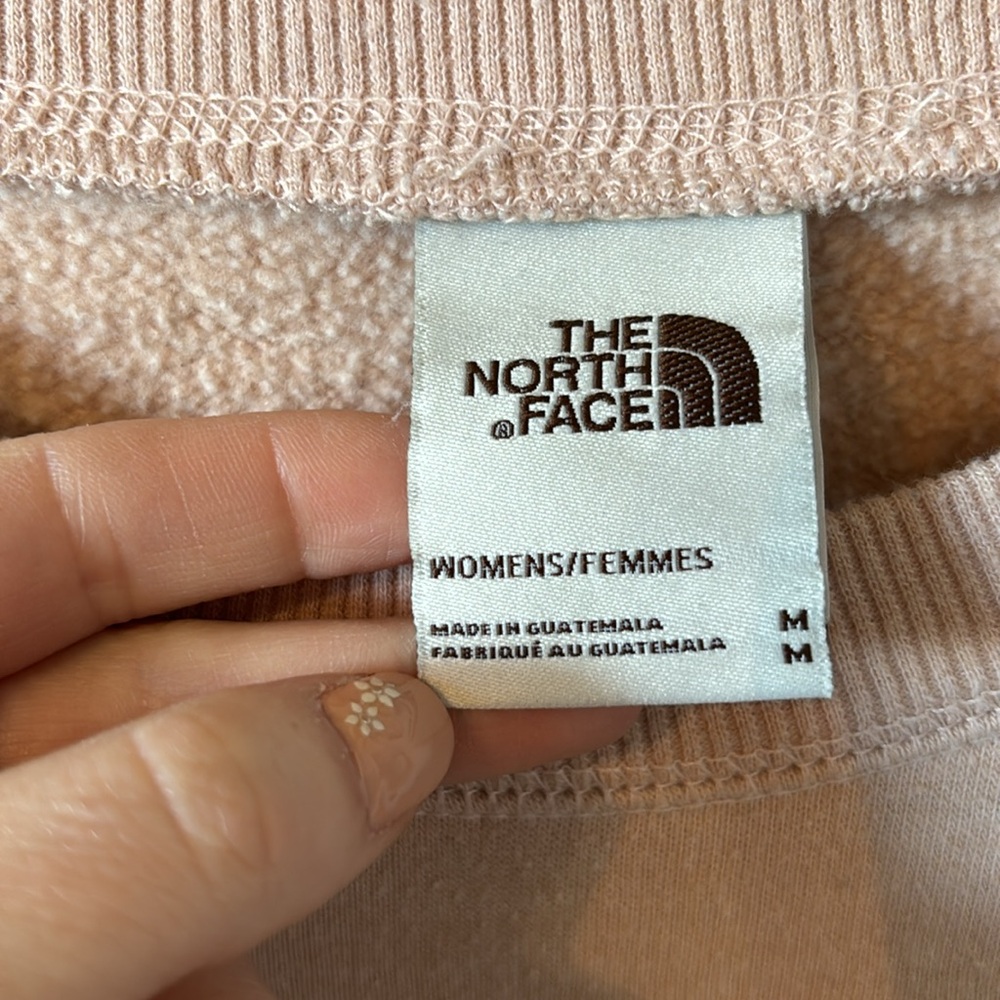 THE
NORTH
®FACE
WOMENS/FEMMES
MADE IN GUATEMALA M
FABRIQUÉ AU GUATEMALA M